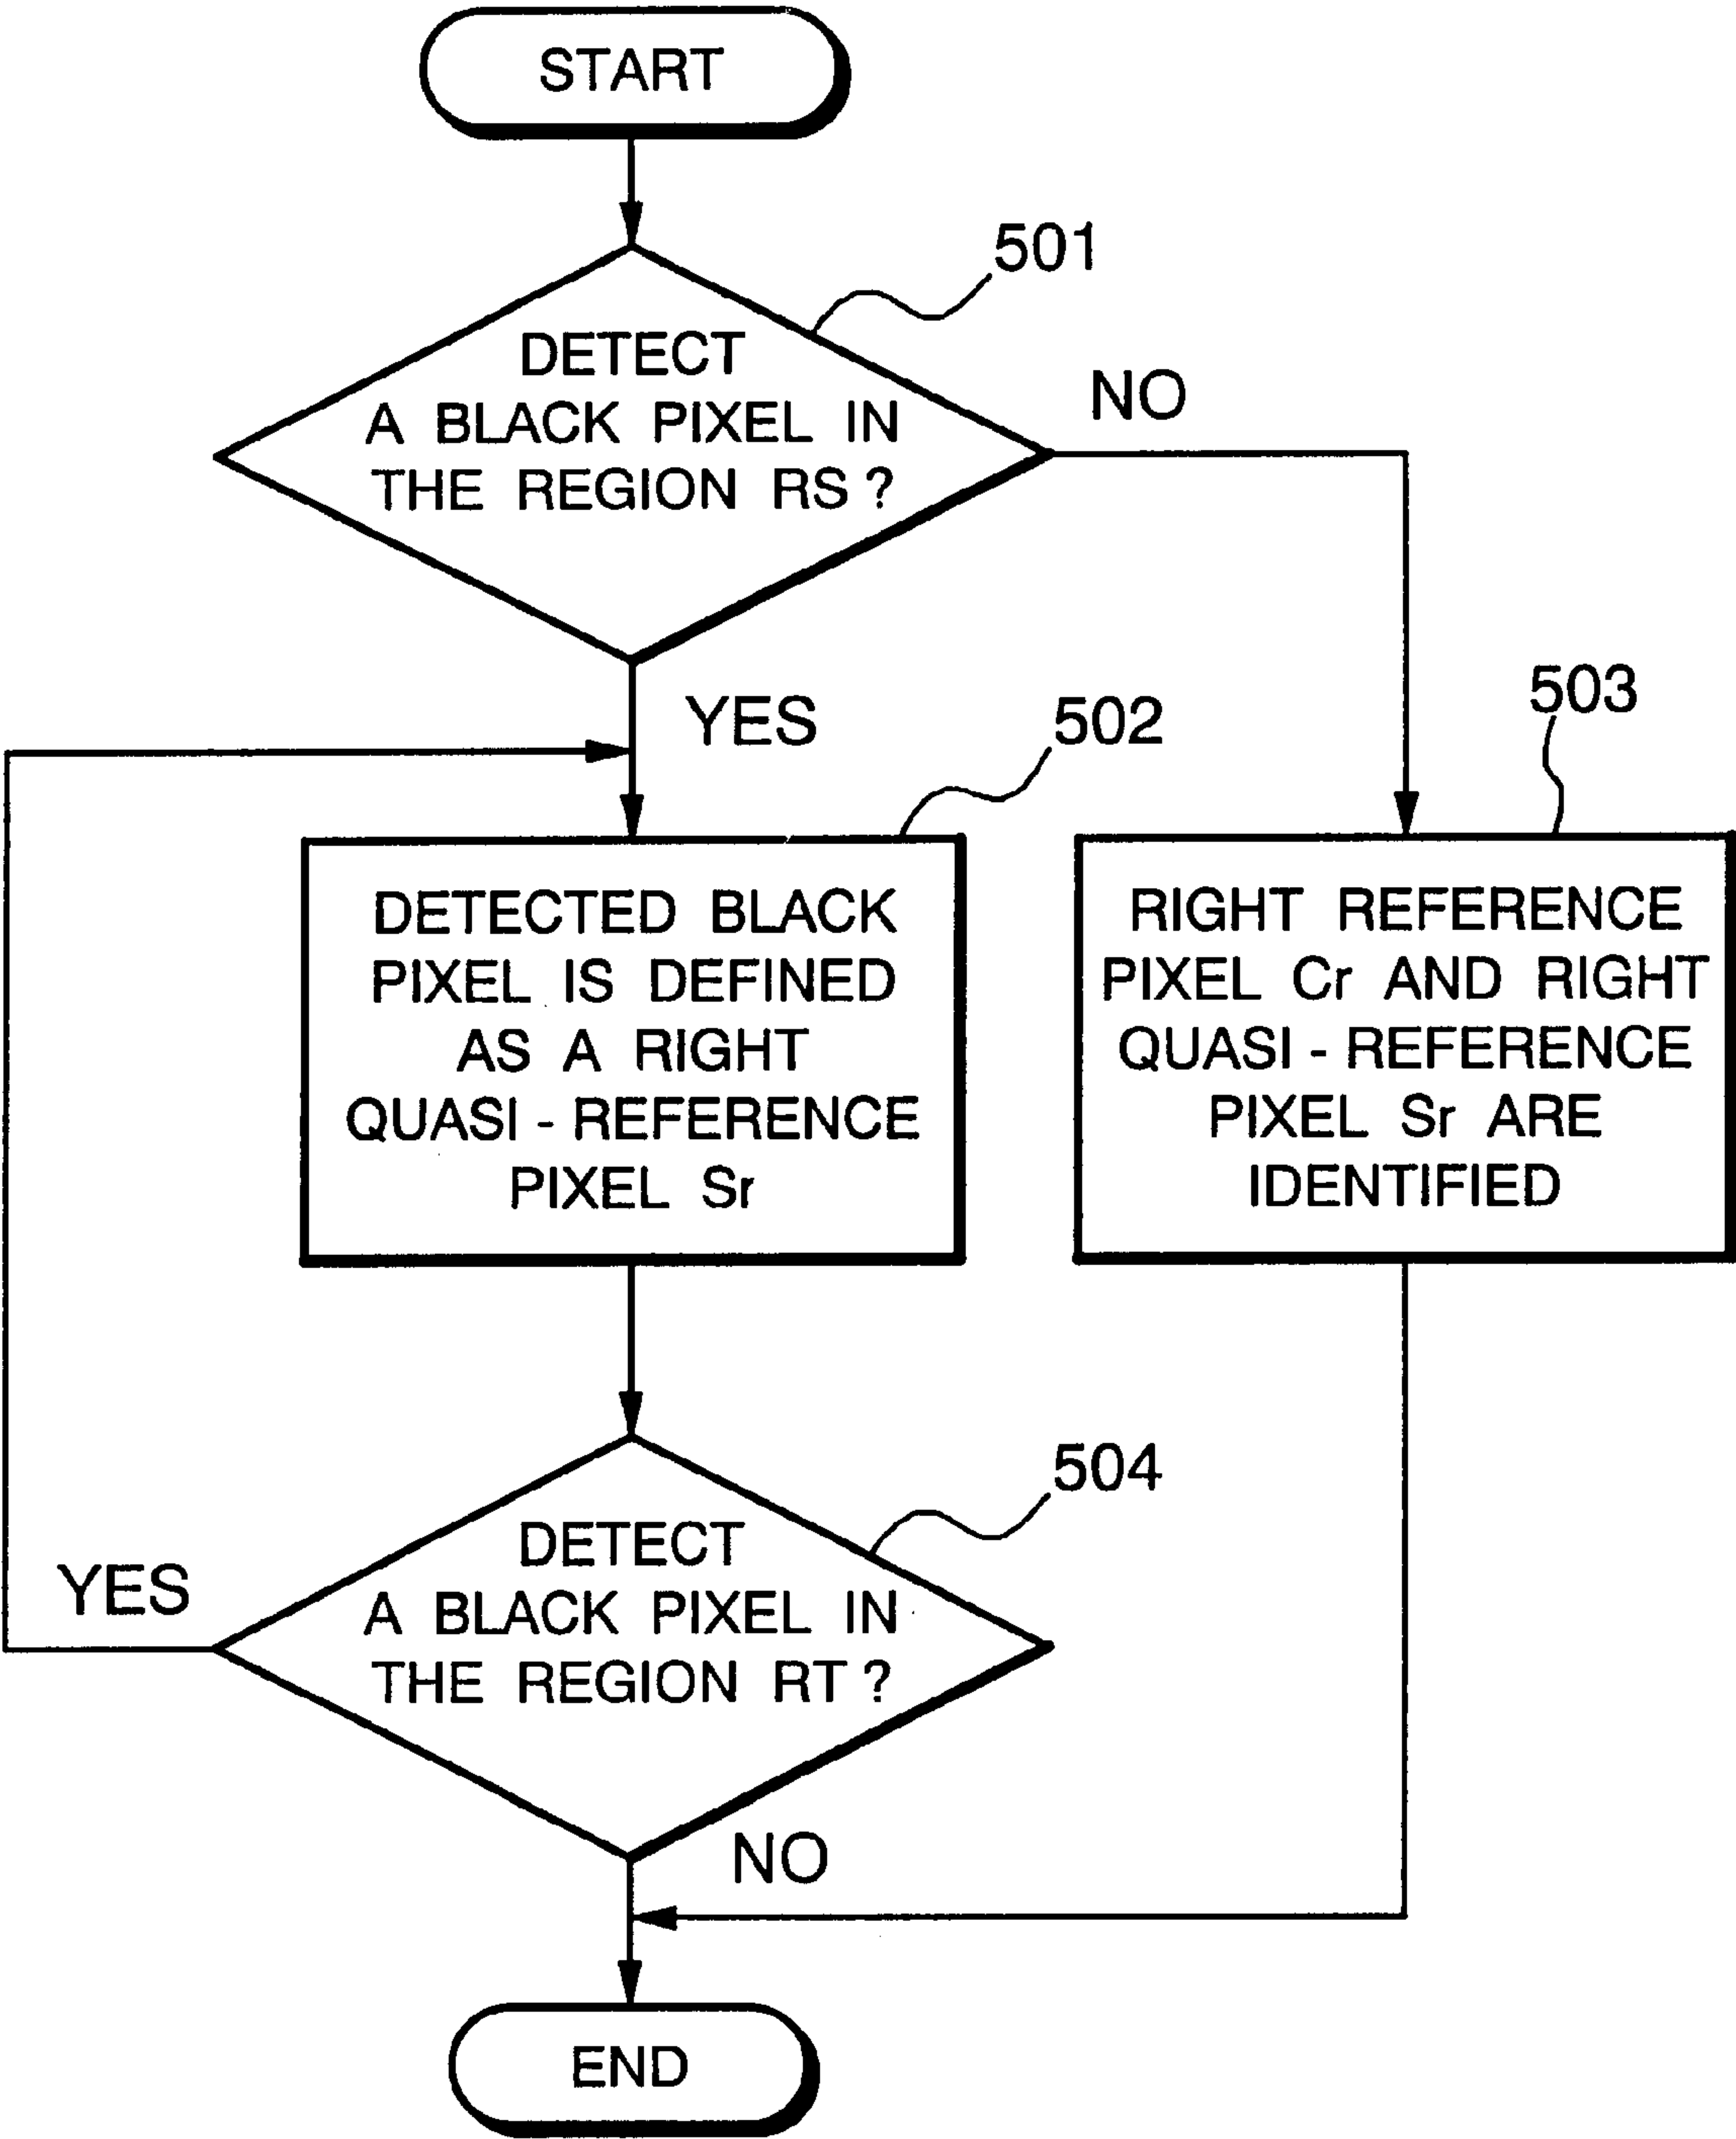 START
501
DETECT
A BLACK PIXEL IN
THE REGION RS ?
NO
YES
502
503
DETECTED BLACK
PIXEL IS DEFINED
AS A RIGHT
QUASI - REFERENCE
PIXEL Sr
RIGHT REFERENCE
PIXEL Cr AND RIGHT
QUASI - REFERENCE
PIXEL Sr ARE
IDENTIFIED
504
DETECT
A BLACK PIXEL IN
THE REGION RT ?
YES
NO
END